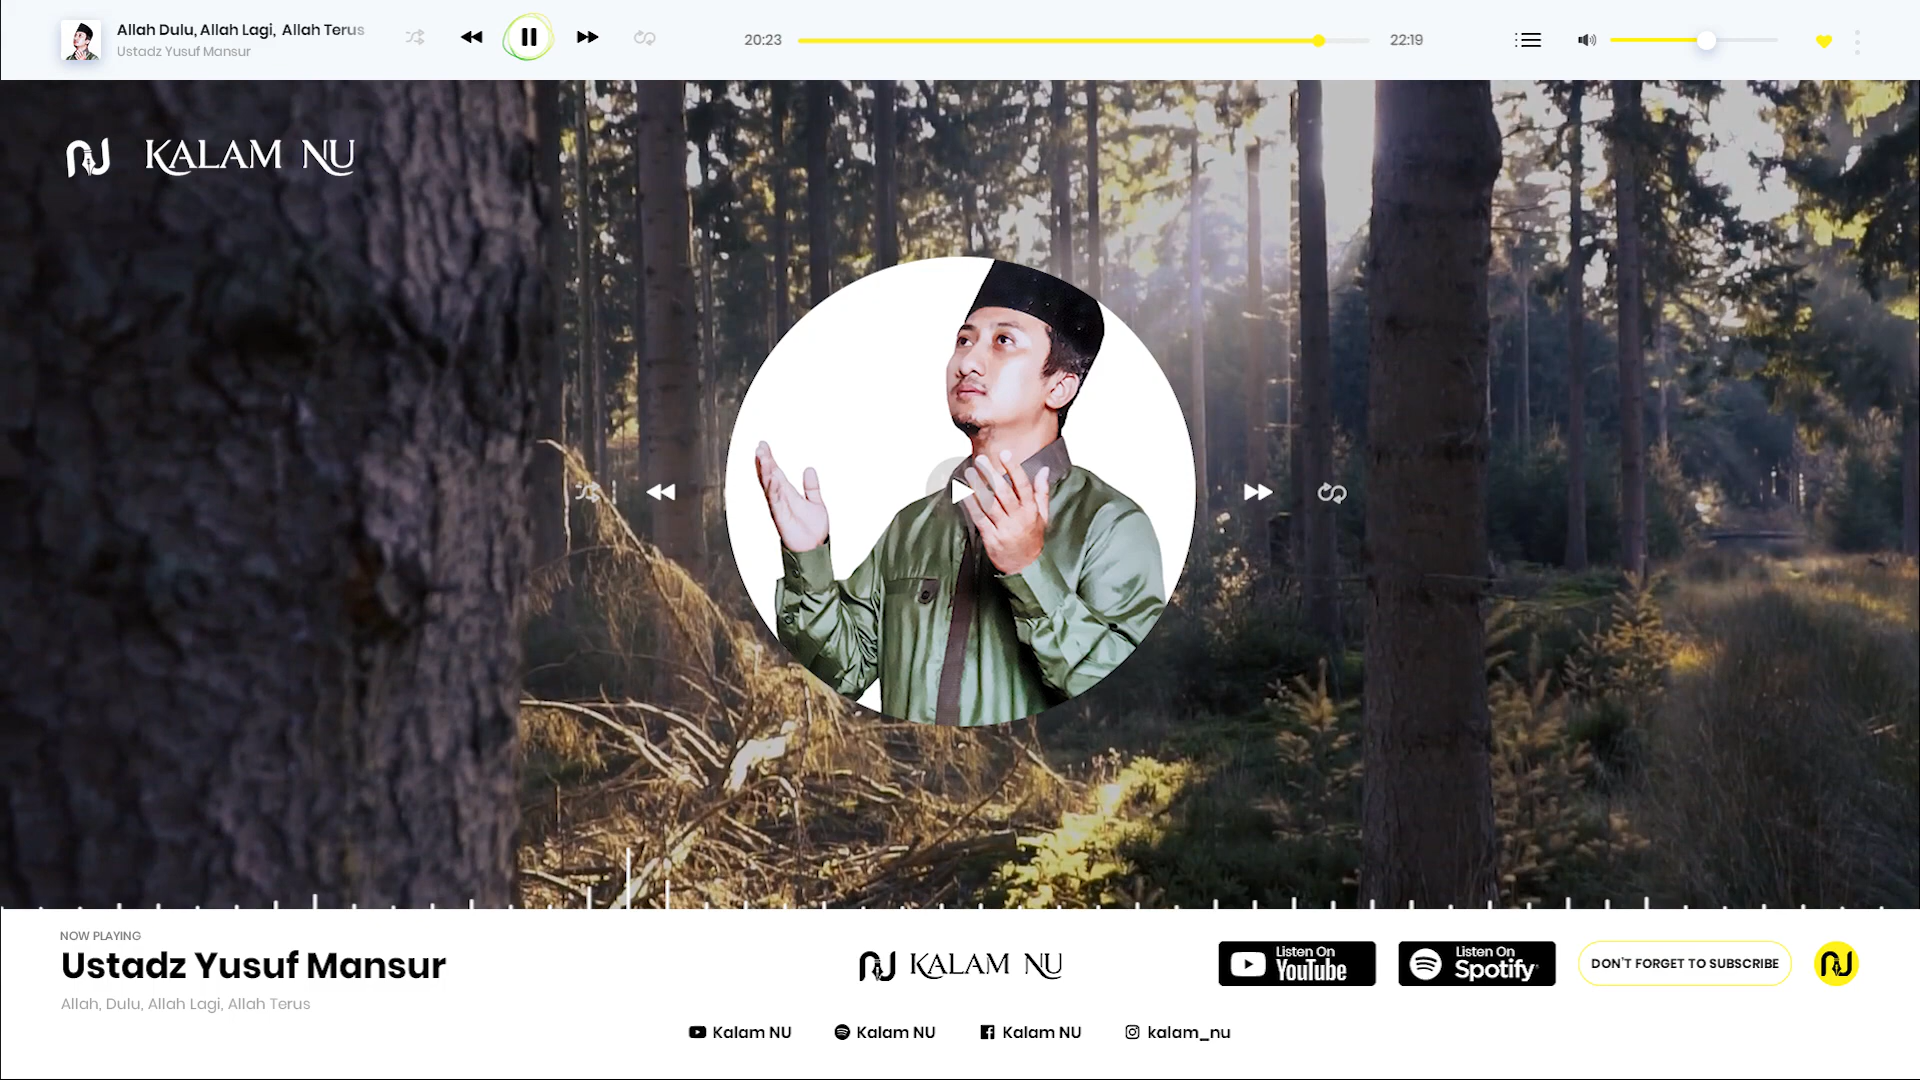 Allah Dulu, Allah Lagi, Allah Terus
Ustadz Yusuf Mansur
20:23
22:19
KALAM NU
NOW PLAYING
Ustadz Yusuf Mansur
Allah, Dulu, Allah Lagi, Allah Terus
KALAM NU
Listen On
YouTube
Listen On
Spotify
DON'T FORGET TO SUBSCRIBE
Kalam NU
Kalam NU
Kalam NU
kalam_nu